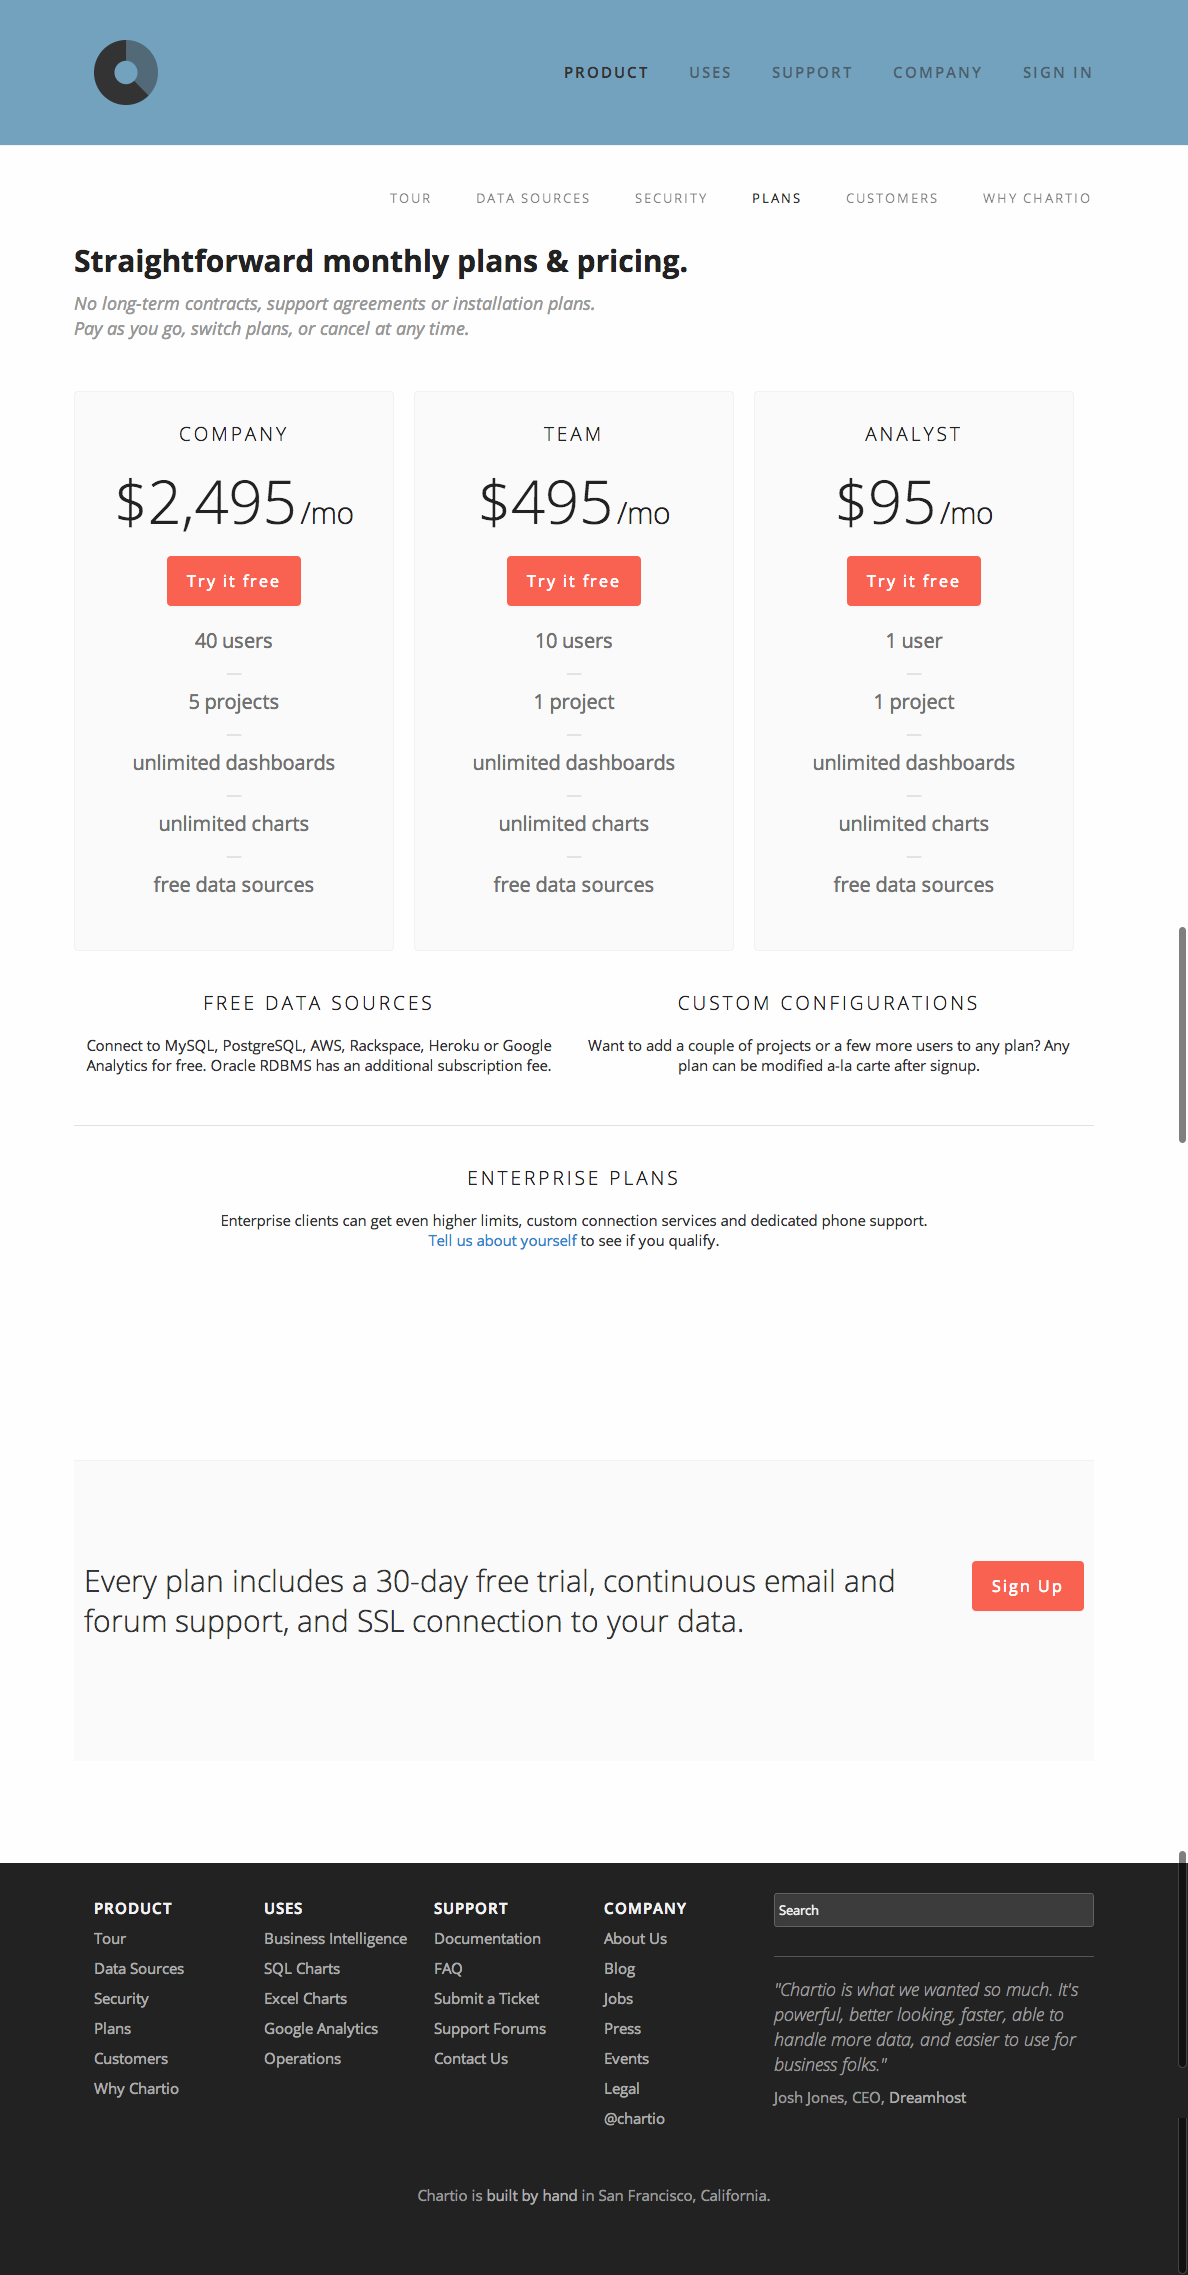 PRODUCT USES SUPPORT COMPANY SIGN IN
TOUR DATA SOURCES SECURITY PLANS CUSTOMERS WHY CHARTIO
Straightforward monthly plans & pricing.
No long-term contracts, support agreements or installation plans.
Pay as you go, switch plans, or cancel at any time.
COMPANY
$2,495/mo
Try it free
40 users
5 projects
unlimited dashboards
unlimited charts
free data sources
TEAM
$495/mo
Try it free
10 users
1 project
unlimited dashboards
unlimited charts
free data sources
ANALYST
$95/mo
Try it free
1 user
1 project
unlimited dashboards
unlimited charts
free data sources
FREE DATA SOURCES
Connect to MySQL, PostgreSQL, AWS, Rackspace, Heroku or Google
Analytics for free. Oracle RDBMS has an additional subscription fee.
CUSTOM CONFIGURATIONS
Want to add a couple of projects or a few more users to any plan? Any
plan can be modified a-la carte after signup.
ENTERPRISE PLANS
Enterprise clients can get even higher limits, custom connection services and dedicated phone support.
Tell us about yourself to see if you qualify.
Every plan includes a 30-day free trial, continuous email and
forum support, and SSL connection to your data.
Sign Up
PRODUCT
Tour
Data Sources
Security
Plans
Customers
Why Chartio
USES
Business Intelligence
SQL Charts
Excel Charts
Google Analytics
Operations
SUPPORT
Documentation
FAQ
Submit a Ticket
Support Forums
Contact Us
COMPANY
About Us
Blog
Jobs
Press
Events
Legal
@chartio
Search
"Chartio is what we wanted so much. It's
powerful, better looking, faster, able to
handle more data, and easier to use for
business folks."
Josh Jones, CEO, Dreamhost
Chartio is built by hand in San Francisco, California.